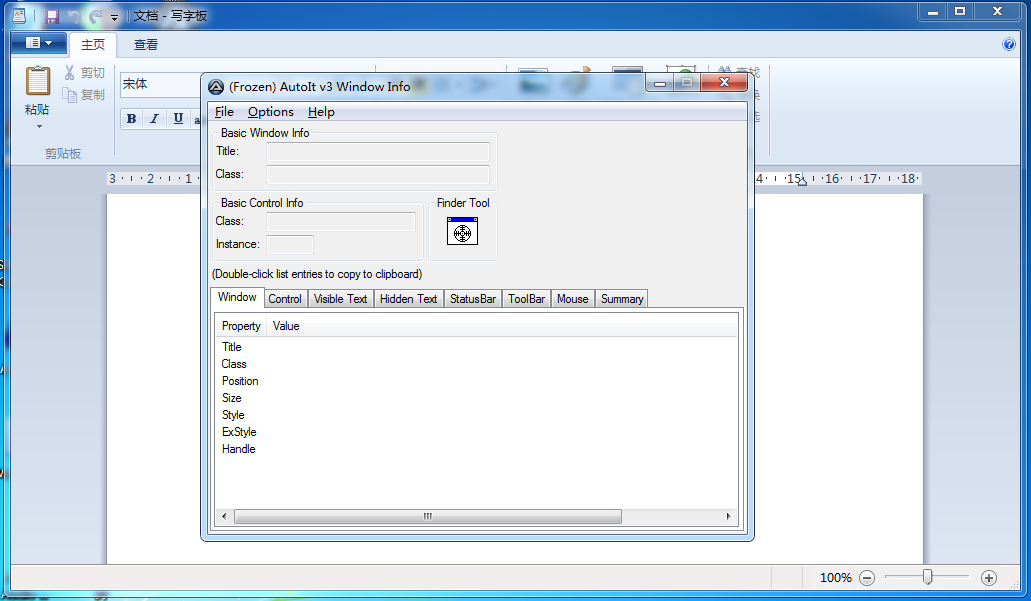 文档 - 写字板
主页 查看
剪切
宋体
复制
粘贴
B I U
剪贴板
3 2 1
4 15 16 17 18
(Frozen) AutoIt v3 Window Info
File Options Help
Basic Window Info
Title:
Class:
Basic Control Info
Finder Tool
Class:
Instance:
(Double-click list entries to copy to clipboard)
Window Control Visible Text Hidden Text StatusBar ToolBar Mouse Summary
Property Value
Title
Class
Position
Size
Style
ExStyle
Handle
100%